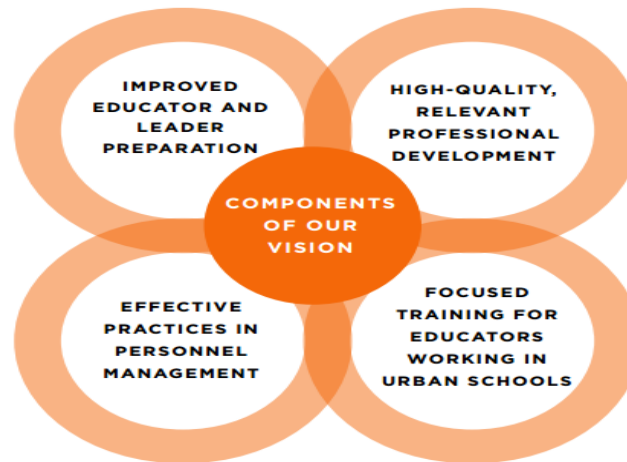 IMPROVED
EDUCATOR AND
LEADER
PREPARATION
HIGH-QUALITY,
RELEVANT
PROFESSIONAL
DEVELOPMENT
COMPONENTS
OF OUR
VISION
EFFECTIVE
PRACTICES IN
PERSONNEL
MANAGEMENT
FOCUSED
TRAINING FOR
EDUCATORS
WORKING IN
URBAN SCHOOLS